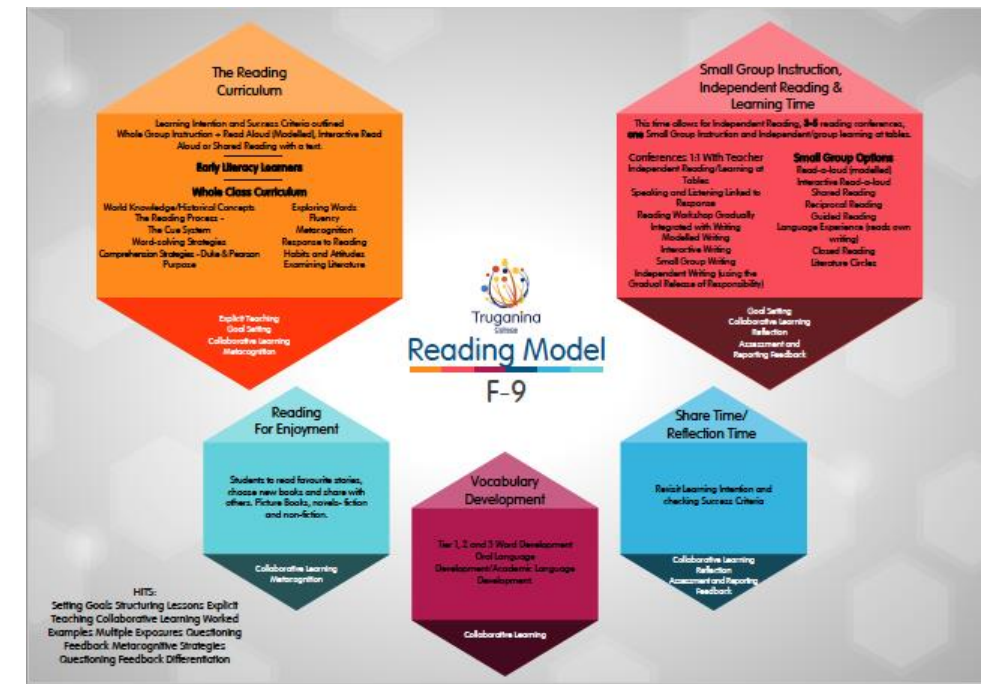 The Reading
Curriculum
Learning Intention and Success Criteria outlined
Whole Group Instruction + Read Aloud (Modelled), Interactive Read
Aloud or Shared Reading with a text.
Early Literacy Learners
Whole Class Curriculum
World Knowledge/Historical Concepts
The Reading Process -
The Cue System
Word-solving Strategies
Comprehension Strategies - Duke & Pearson
Purpose
Exploring Words
Fluency
Metacognition
Response to Reading
Habits and Attitudes
Examining Literature
Explicit Teaching
Goal Setting
Collaborative Learning
Metacognition
Small Group Instruction,
Independent Reading &
Learning Time
This time allows for Independent Reading, 3-5 reading conferences,
one Small Group Instruction and Independent/group learning at tables.
Conferences 1:1 With Teacher
Independent Reading/Learning at
Tables
Speaking and Listening Linked to
Response
Reading Workshop Gradually
Integrated with Writing
Modelled Writing
Interactive Writing
Small Group Writing
Independent Writing (using the
Gradual Release of Responsibility)
Small Group Options
Read-a-loud (modelled)
Interactive Read-a-loud
Shared Reading
Reciprocal Reading
Guided Reading
Language Experience (reads own
writing)
Closed Reading
Literature Circles
Goal Setting
Collaborative Learning
Reflection
Assessment and
Reporting Feedback
Truganina
College
Reading Model
F-9
Reading
For Enjoyment
Students to read favourite stories,
choose new books and share with
others. Picture Books, novels- fiction
and non-fiction.
Collaborative Learning
Metacognition
Vocabulary
Development
Tier 1, 2 and 3 Word Development
Oral Language
Development/Academic Language
Development
Collaborative Learning
Share Time/
Reflection Time
Revisit Learning Intention and
checking Success Criteria
Collaborative Learning
Reflection
Assessment and Reporting
Feedback
HITS:
Setting Goals Structuring Lessons Explicit
Teaching Collaborative Learning Worked
Examples Multiple Exposures Questioning
Feedback Metacognitive Strategies
Questioning Feedback Differentiation